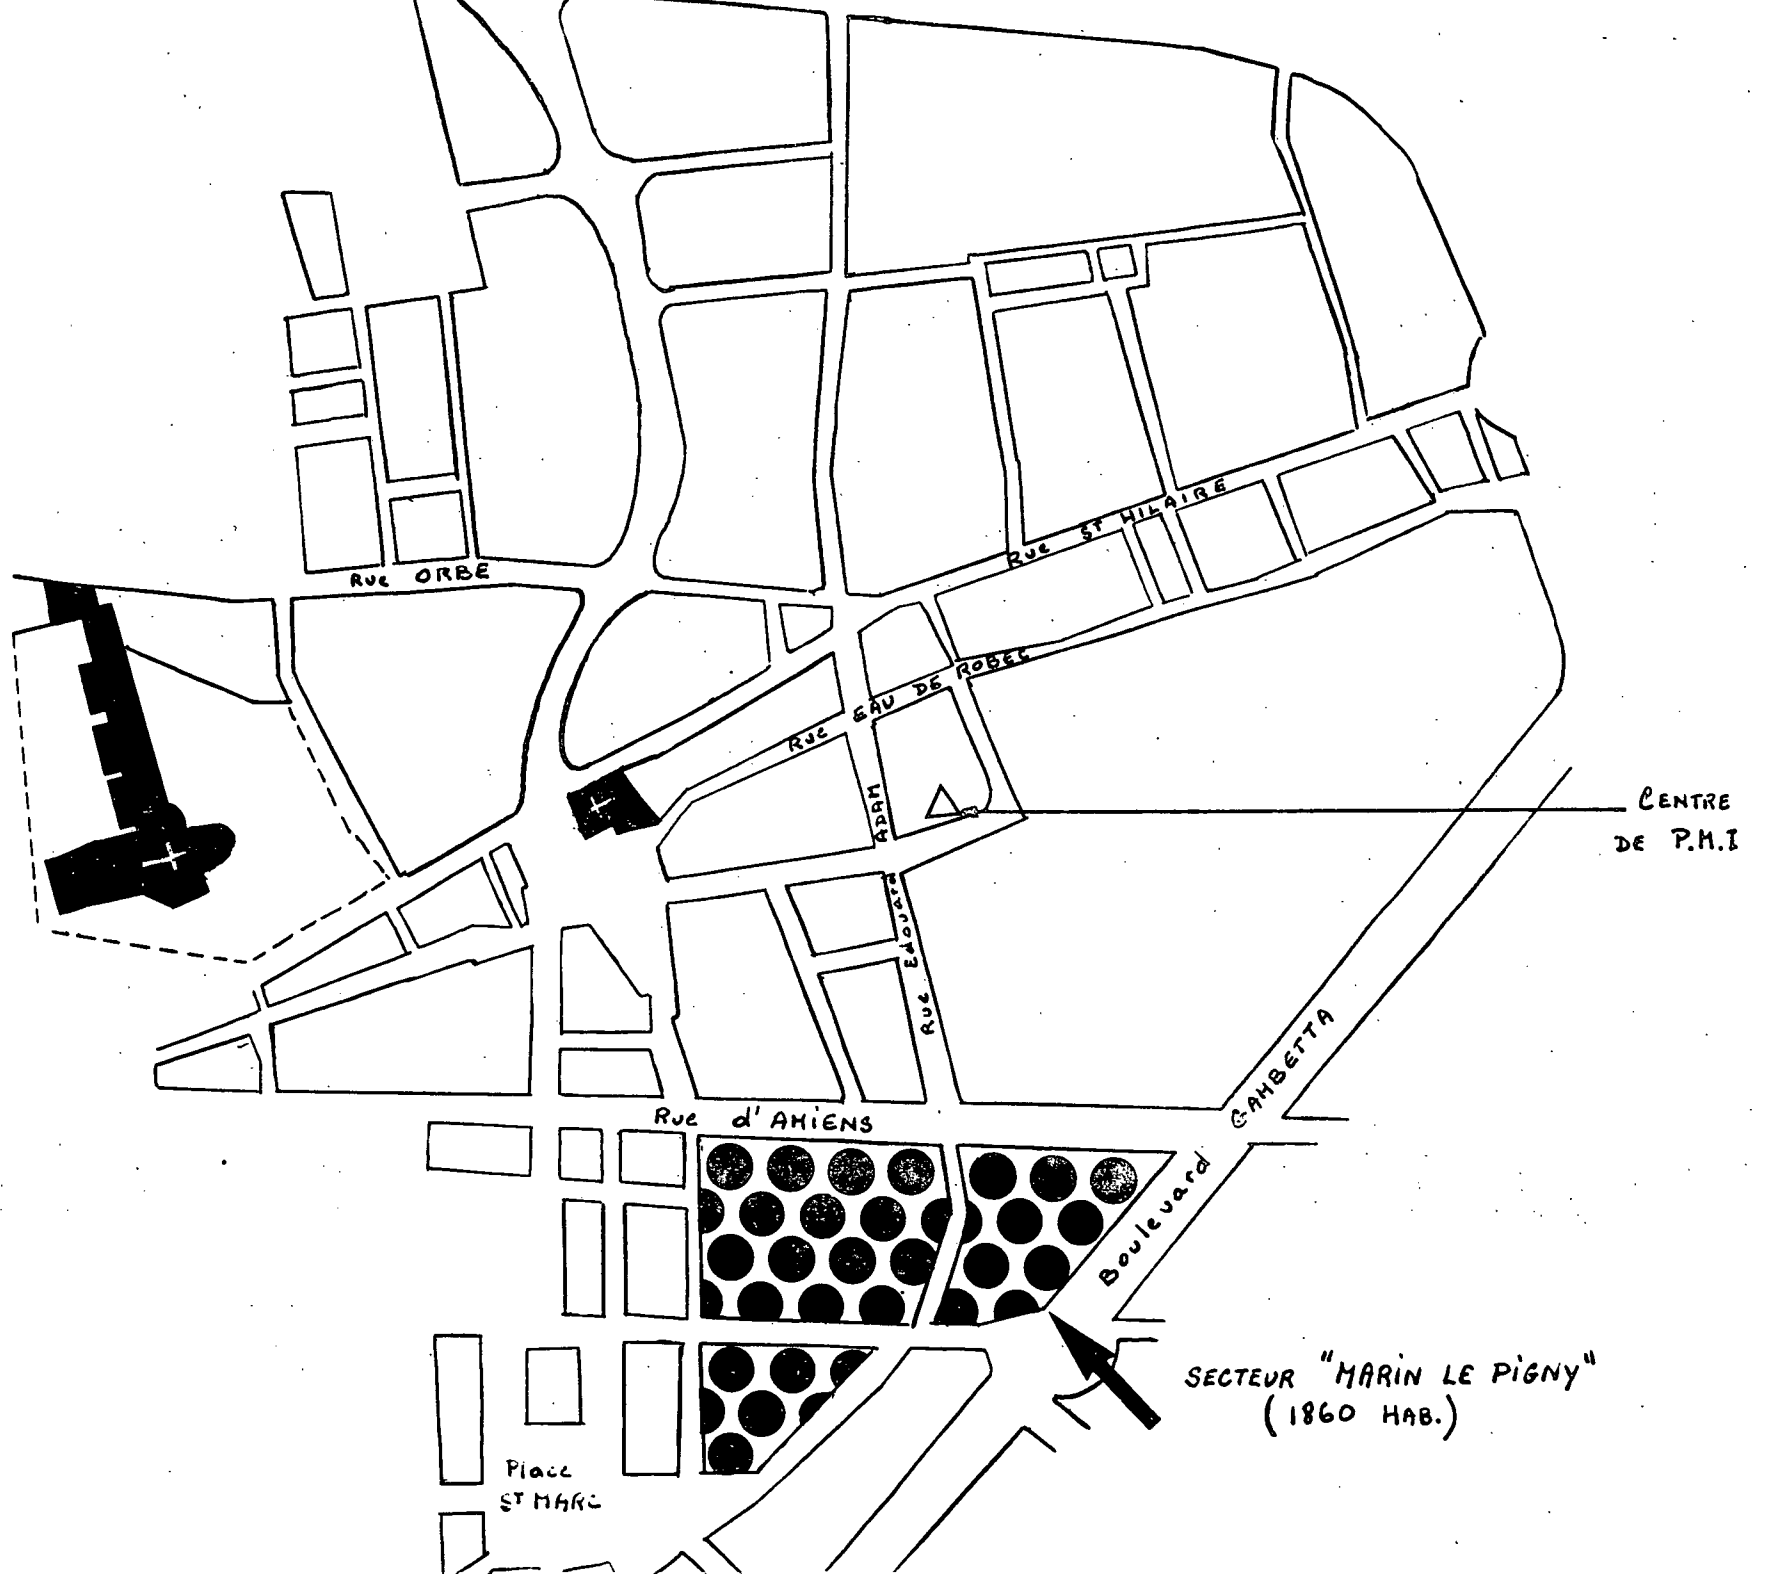 Rue ST HILAIRE
Rue ORBE
Rue EAU DE ROBEC
CENTRE
DE P.M.I
Rue Edouard ADAM
Rue d'AMiENS
Boulevard GAMBETTA
SECTEUR "MARiN LE PiGNY"
(1860 HAB.)
Place
ST MARC